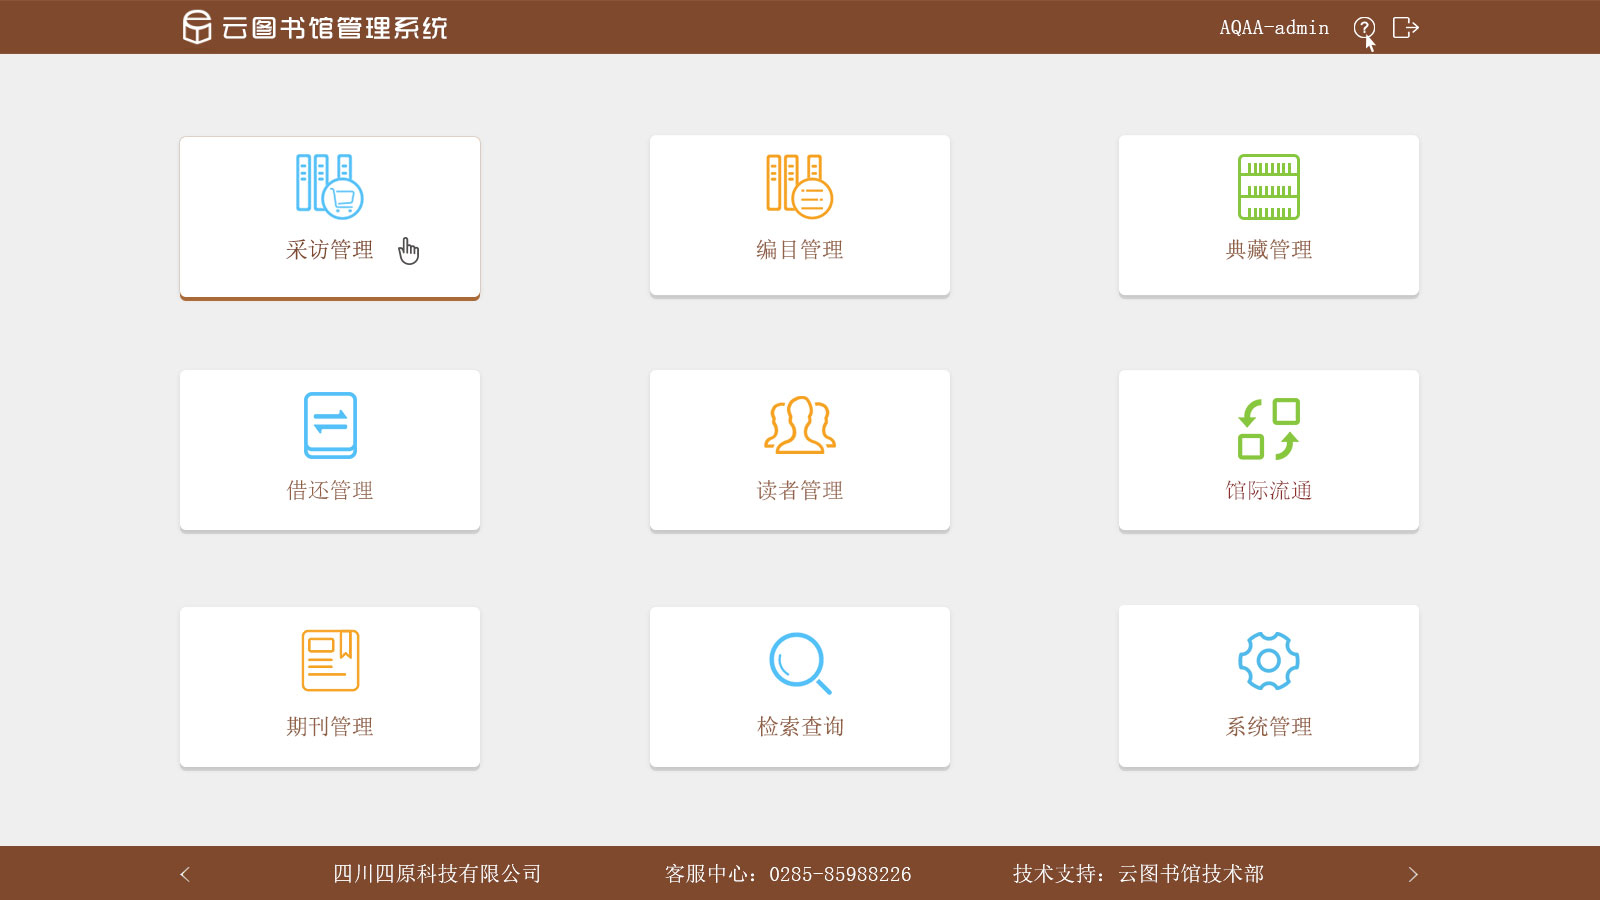 云图书馆管理系统
AQAA-admin
采访管理
编目管理
典藏管理
借还管理
读者管理
馆际流通
期刊管理
检索查询
系统管理
四川四原科技有限公司
客服中心：0285-85988226
技术支持：云图书馆技术部